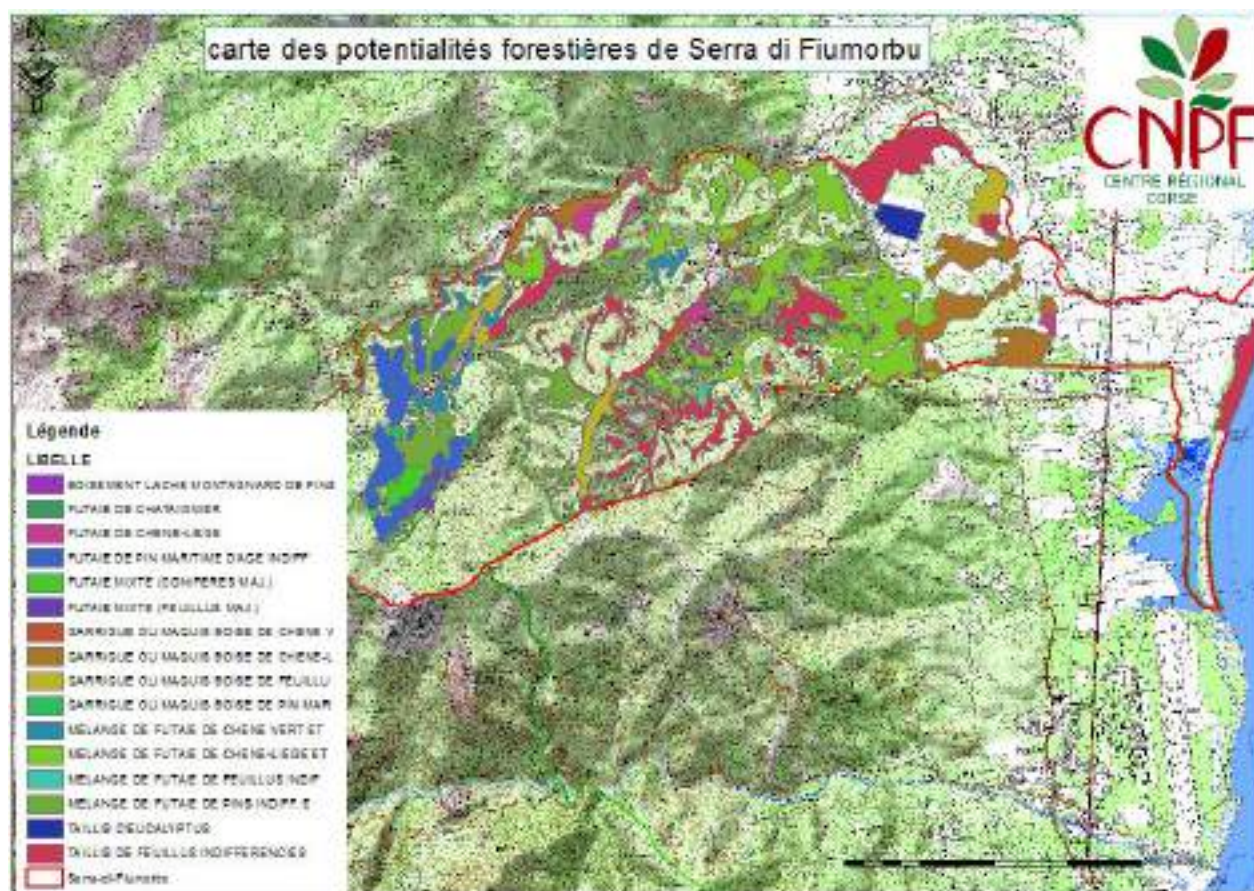 carte des potentialités forestières de Serra di Fiumorbu
N
CNPF
CENTRE RÉGIONAL
CORSE
Légende
LIBELLE
BOISEMENT LACHE MONTAGNARD DE PINS
FUTAIE DE CHATAIGNIER
FUTAIE DE CHENE-LIEGE
FUTAIE DE PIN MARITIME D'AGE INDIFF
FUTAIE MIXTE (CONIFERES MAJ.)
FUTAIE MIXTE (FEUILLUS MAJ.)
GARRIGUE OU MAQUIS BOISE DE CHENE V
GARRIGUE OU MAQUIS BOISE DE CHENE-L
GARRIGUE OU MAQUIS BOISE DE FEUILLU
GARRIGUE OU MAQUIS BOISE DE PIN MAR
MELANGE DE FUTAIE DE CHENE VERT ET
MELANGE DE FUTAIE DE CHENE-LIEGE ET
MELANGE DE FUTAIE DE FEUILLUS INDIF
MELANGE DE FUTAIE DE PINS INDIFF. E
TAILLIS D'EUCALYPTUS
TAILLIS DE FEUILLUS INDIFFERENCIES
Serra-di-Fiumorbo